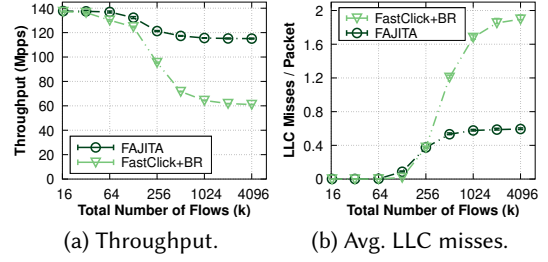 Throughput (Mpps)
140
120
100
80
60
40
20
0
FAJITA
FastClick+BR
16 64 256 1024 4096
Total Number of Flows (k)
(a) Throughput.
LLC Misses / Packet
2
1.6
1.2
0.8
0.4
0
FastClick+BR
FAJITA
16 64 256 1024 4096
Total Number of Flows (k)
(b) Avg. LLC misses.